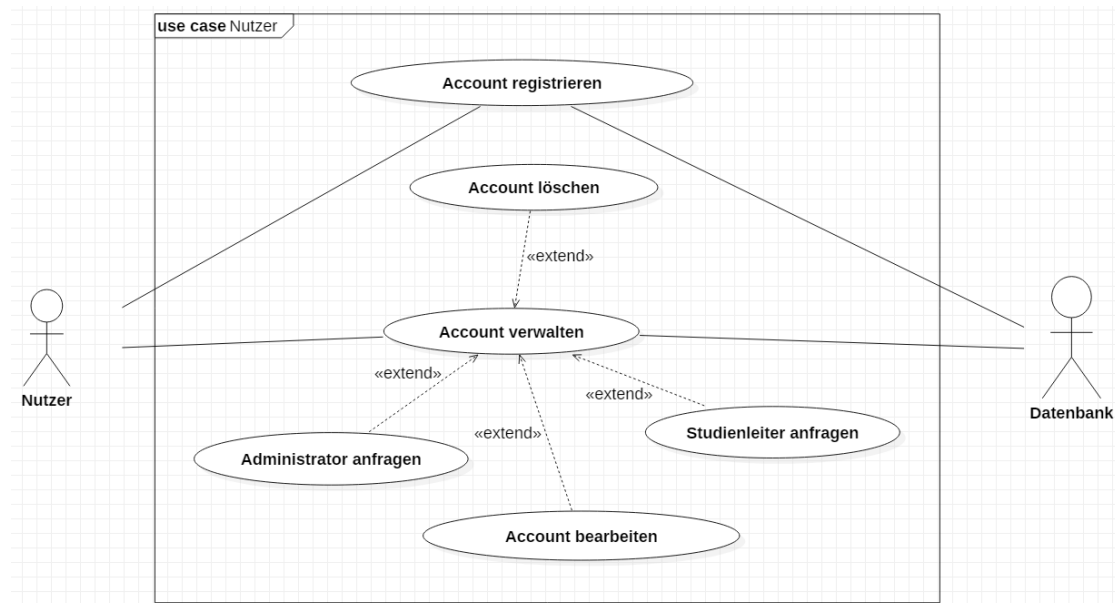 use case Nutzer
Account registrieren
Account löschen
«extend»
Account verwalten
«extend»
«extend»
«extend»
Nutzer
Datenbank
Administrator anfragen
Studienleiter anfragen
Account bearbeiten